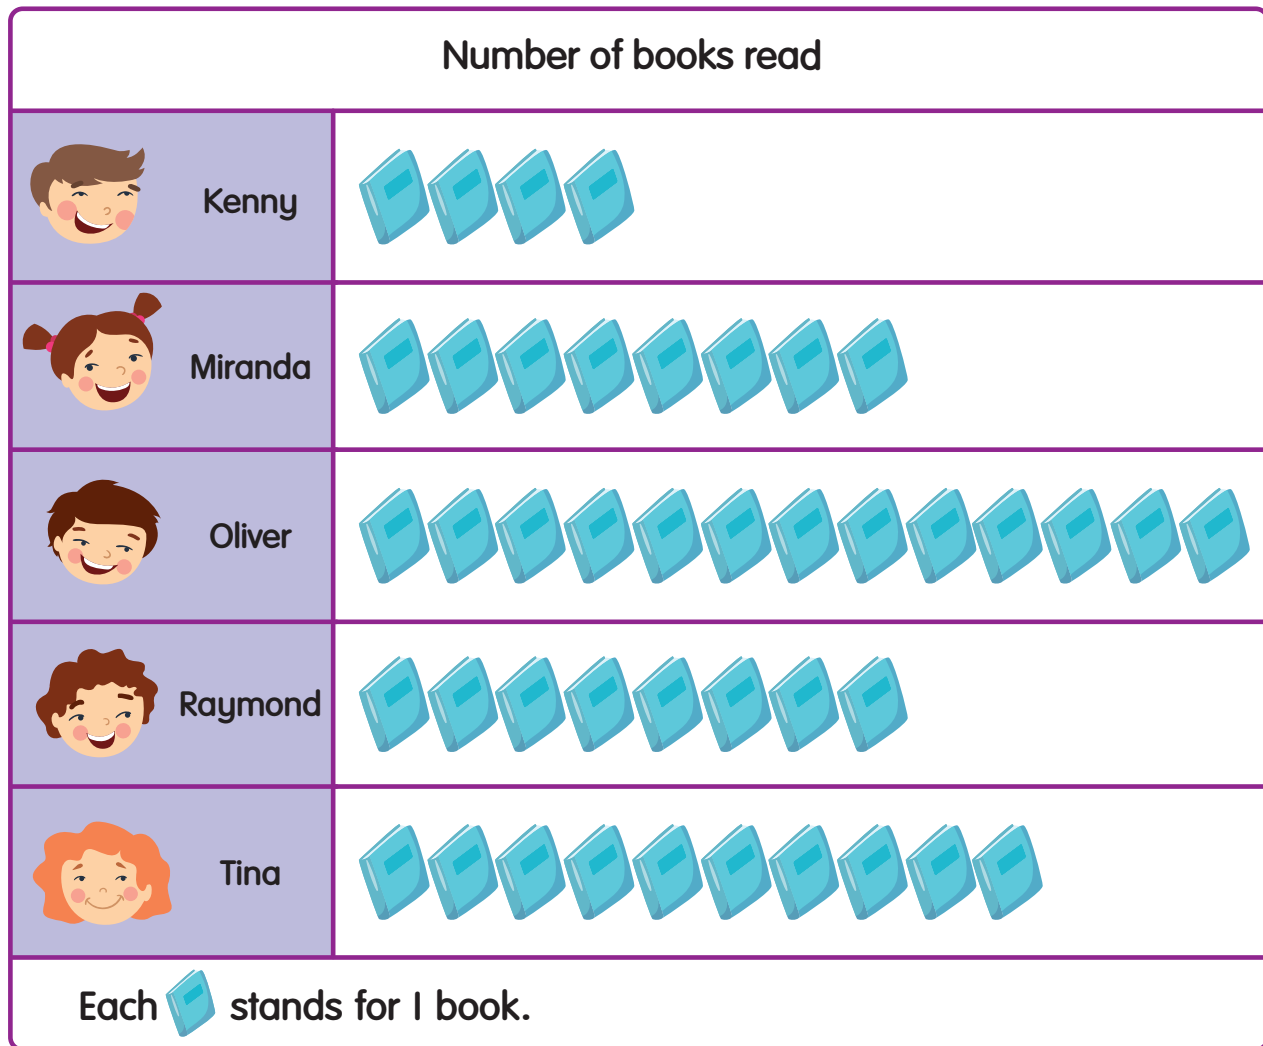 Number of books read
Kenny
Miranda
Oliver
Raymond
Tina
Each stands for 1 book.